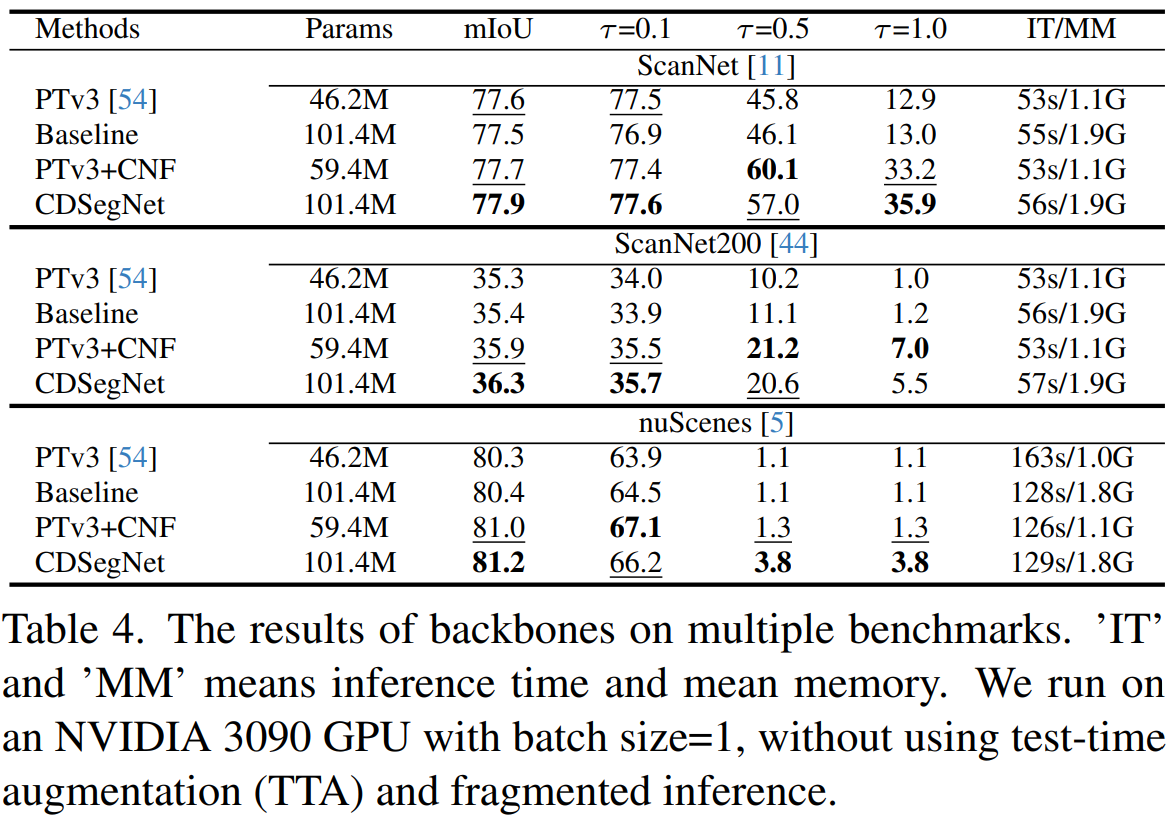 Methods Params mIoU τ=0.1 τ=0.5 τ=1.0 IT/MM
ScanNet [11]
PTv3 [54] 46.2M 77.6 77.5 45.8 12.9 53s/1.1G
Baseline 101.4M 77.5 76.9 46.1 13.0 55s/1.9G
PTv3+CNF 59.4M 77.7 77.4 60.1 33.2 53s/1.1G
CDSegNet 101.4M 77.9 77.6 57.0 35.9 56s/1.9G
ScanNet200 [44]
PTv3 [54] 46.2M 35.3 34.0 10.2 1.0 53s/1.1G
Baseline 101.4M 35.4 33.9 11.1 1.2 56s/1.9G
PTv3+CNF 59.4M 35.9 35.5 21.2 7.0 53s/1.1G
CDSegNet 101.4M 36.3 35.7 20.6 5.5 57s/1.9G
nuScenes [5]
PTv3 [54] 46.2M 80.3 63.9 1.1 1.1 163s/1.0G
Baseline 101.4M 80.4 64.5 1.1 1.1 128s/1.8G
PTv3+CNF 59.4M 81.0 67.1 1.3 1.3 126s/1.1G
CDSegNet 101.4M 81.2 66.2 3.8 3.8 129s/1.8G
Table 4. The results of backbones on multiple benchmarks. ’IT’
and ’MM’ means inference time and mean memory. We run on
an NVIDIA 3090 GPU with batch size=1, without using test-time
augmentation (TTA) and fragmented inference.